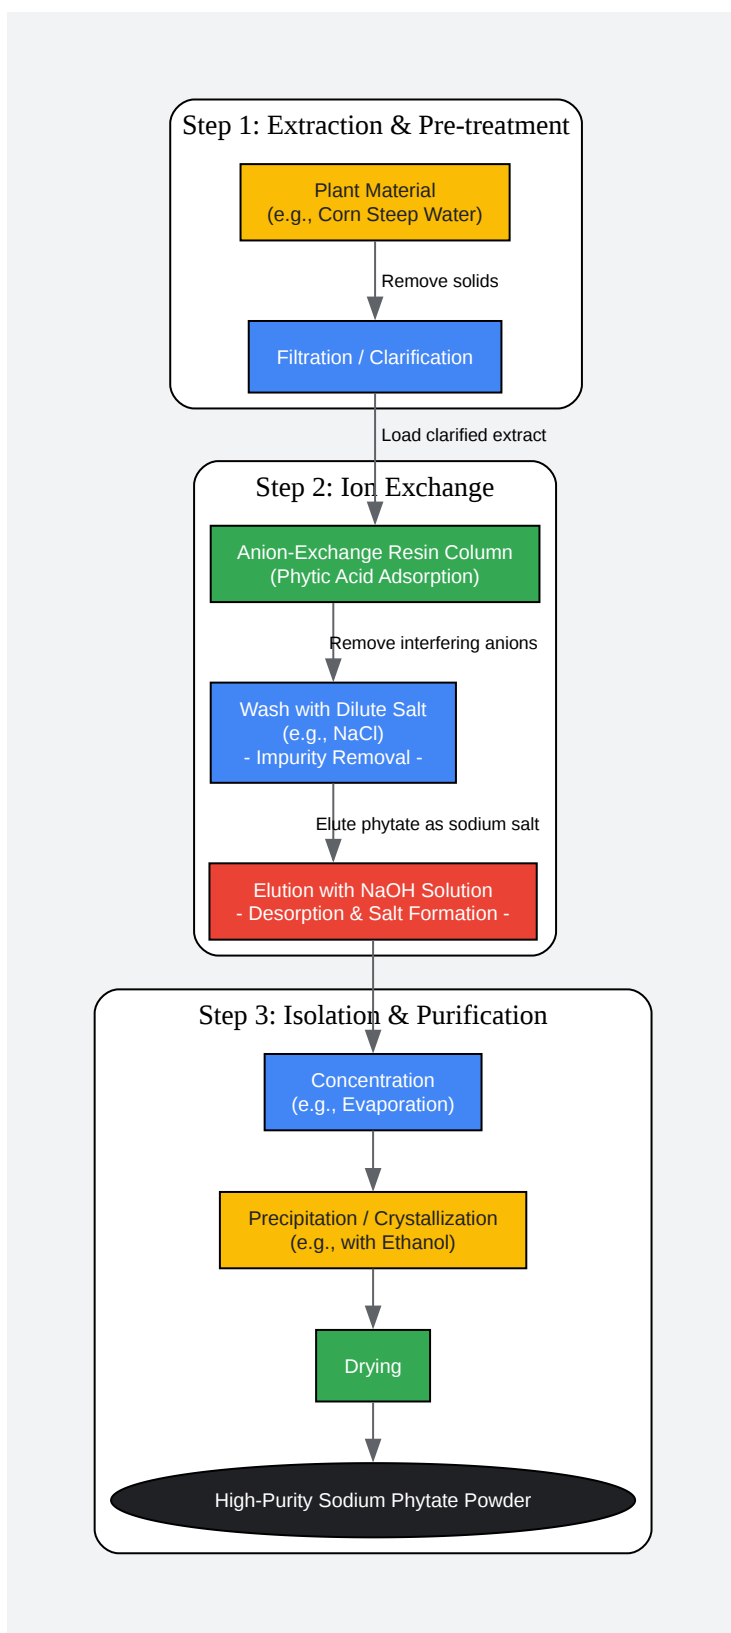 Step 1: Extraction & Pre-treatment
Plant Material
(e.g., Corn Steep Water)
Remove solids
Filtration / Clarification
Load clarified extract
Step 2: Ion Exchange
Anion-Exchange Resin Column
(Phytic Acid Adsorption)
Remove interfering anions
Wash with Dilute Salt
(e.g., NaCl)
- Impurity Removal -
Elute phytate as sodium salt
Elution with NaOH Solution
- Desorption & Salt Formation -
Step 3: Isolation & Purification
Concentration
(e.g., Evaporation)
Precipitation / Crystallization
(e.g., with Ethanol)
Drying
High-Purity Sodium Phytate Powder